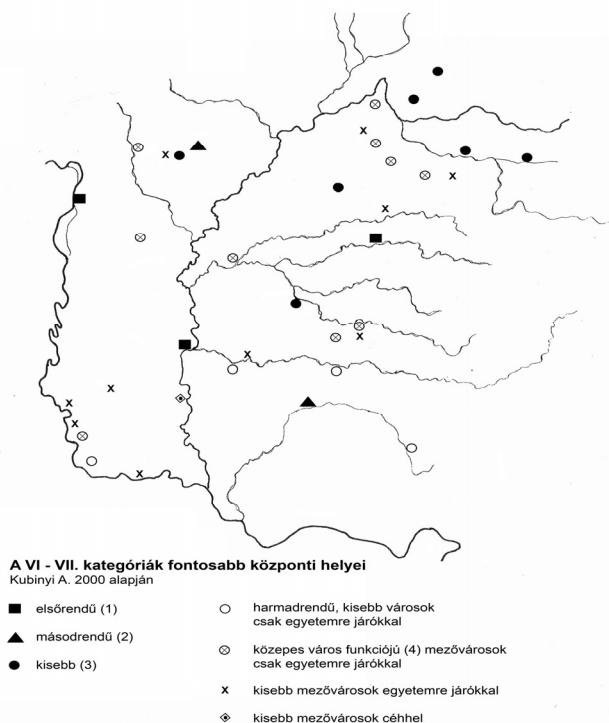 A VI - VII. kategóriák fontosabb központi helyei
Kubinyi A. 2000 alapján
elsőrendű (1)
másodrendű (2)
kisebb (3)
harmadrendű, kisebb városok
csak egyetemre járókkal
közepes város funkciójú (4) mezővárosok
csak egyetemre járókkal
x kisebb mezővárosok egyetemre járókkal
kisebb mezővárosok céhhel